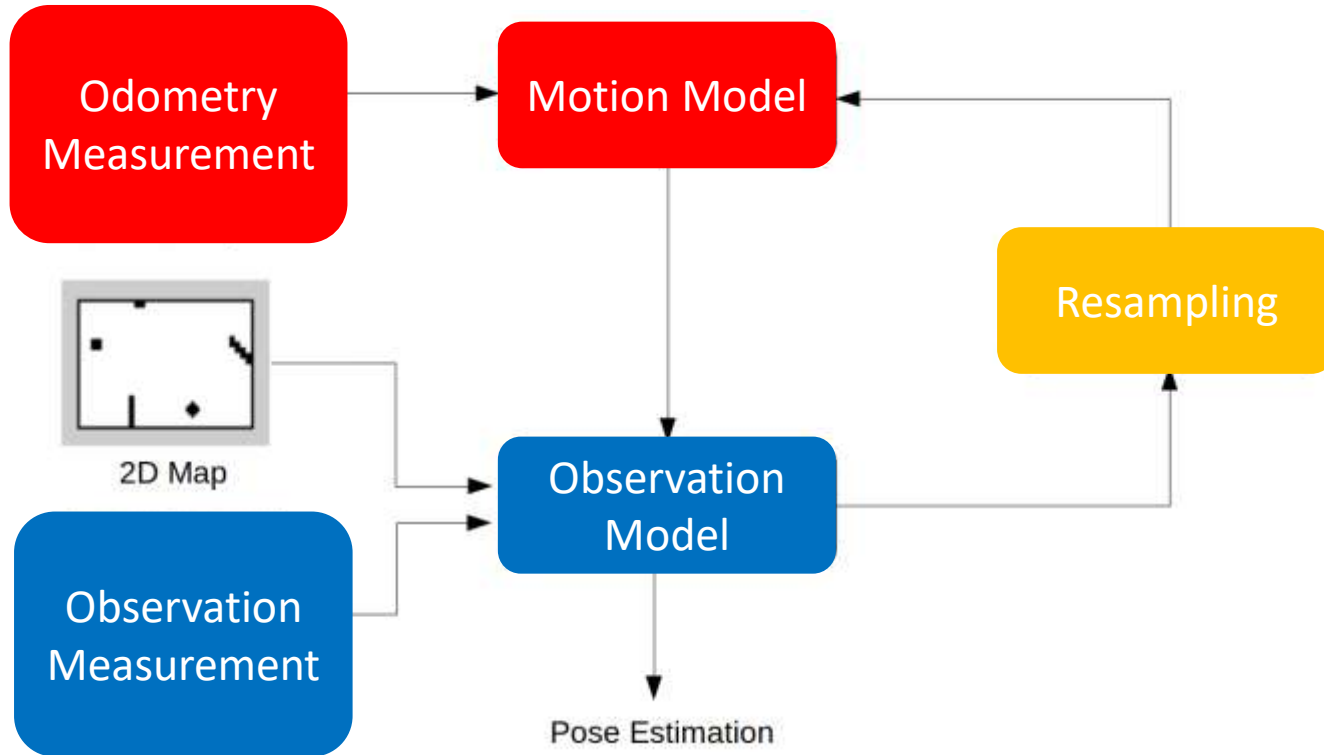 Odometry
Measurement
Motion Model
Resampling
2D Map
Observation
Model
Observation
Measurement
Pose Estimation